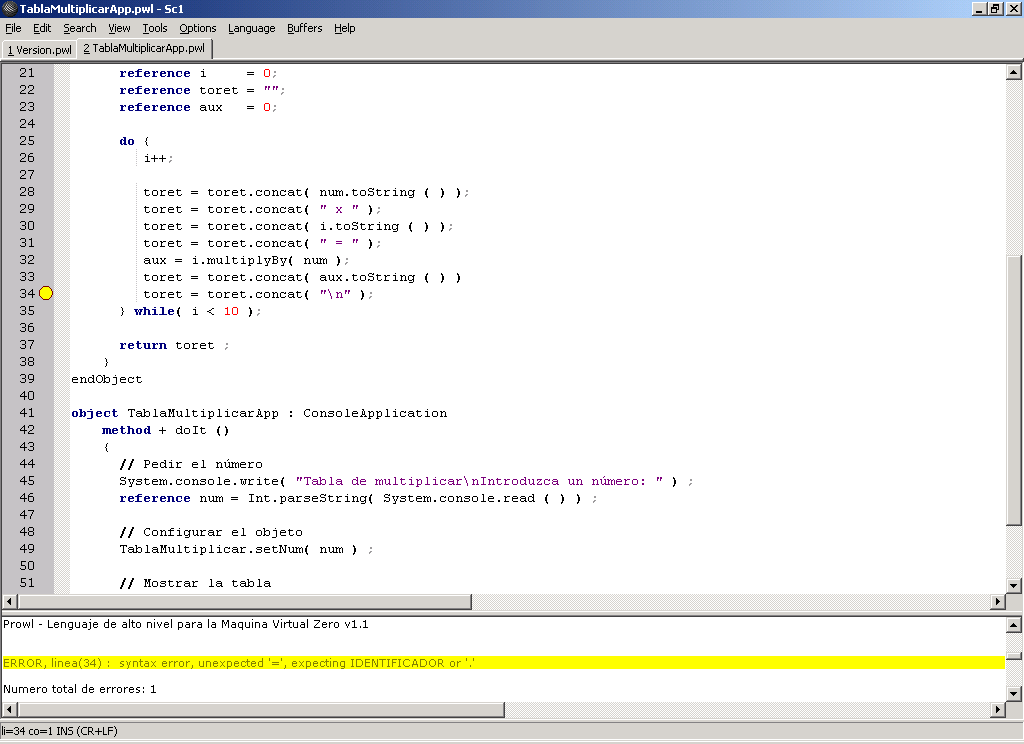 TablaMultiplicarApp.pwl - Sc1
File Edit Search View Tools Options Language Buffers Help
1 Version.pwl 2 TablaMultiplicarApp.pwl
21 reference i = 0;
22 reference toret = "";
23 reference aux = 0;
24
25 do {
26 i++;
27
28 toret = toret.concat( num.toString ( ) );
29 toret = toret.concat( " x " );
30 toret = toret.concat( i.toString ( ) );
31 toret = toret.concat( " = " );
32 aux = i.multiplyBy( num );
33 toret = toret.concat( aux.toString ( ) )
34 toret = toret.concat( "\n" );
35 } while( i < 10 );
36
37 return toret ;
38 }
39 endObject
40
41 object TablaMultiplicarApp : ConsoleApplication
42 method + doIt ()
43 {
44 // Pedir el número
45 System.console.write( "Tabla de multiplicar\nIntroduzca un número: " ) ;
46 reference num = Int.parseString( System.console.read ( ) ) ;
47
48 // Configurar el objeto
49 TablaMultiplicar.setNum( num ) ;
50
51 // Mostrar la tabla
Prowl - Lenguaje de alto nivel para la Maquina Virtual Zero v1.1
ERROR, linea(34) : syntax error, unexpected '=', expecting IDENTIFICADOR or '.'
Numero total de errores: 1
li=34 co=1 INS (CR+LF)